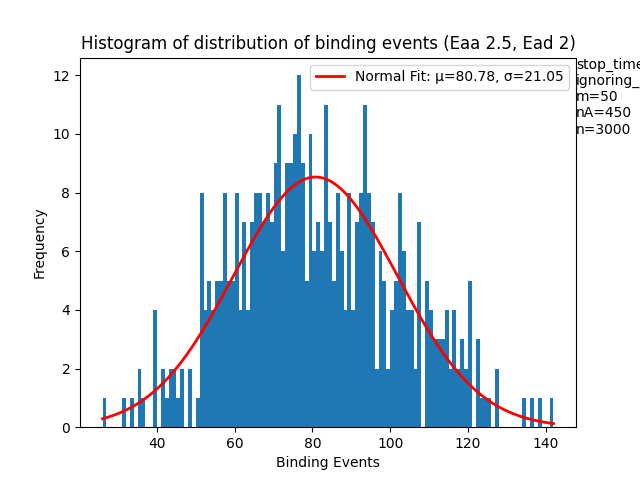 Histogram of distribution of binding events (Eaa 2.5, Ead 2)
Normal Fit: μ=80.78, σ=21.05
stop_time
ignoring_
m=50
nA=450
n=3000
12
10
8
6
4
2
0
Frequency
40 60 80 100 120 140
Binding Events